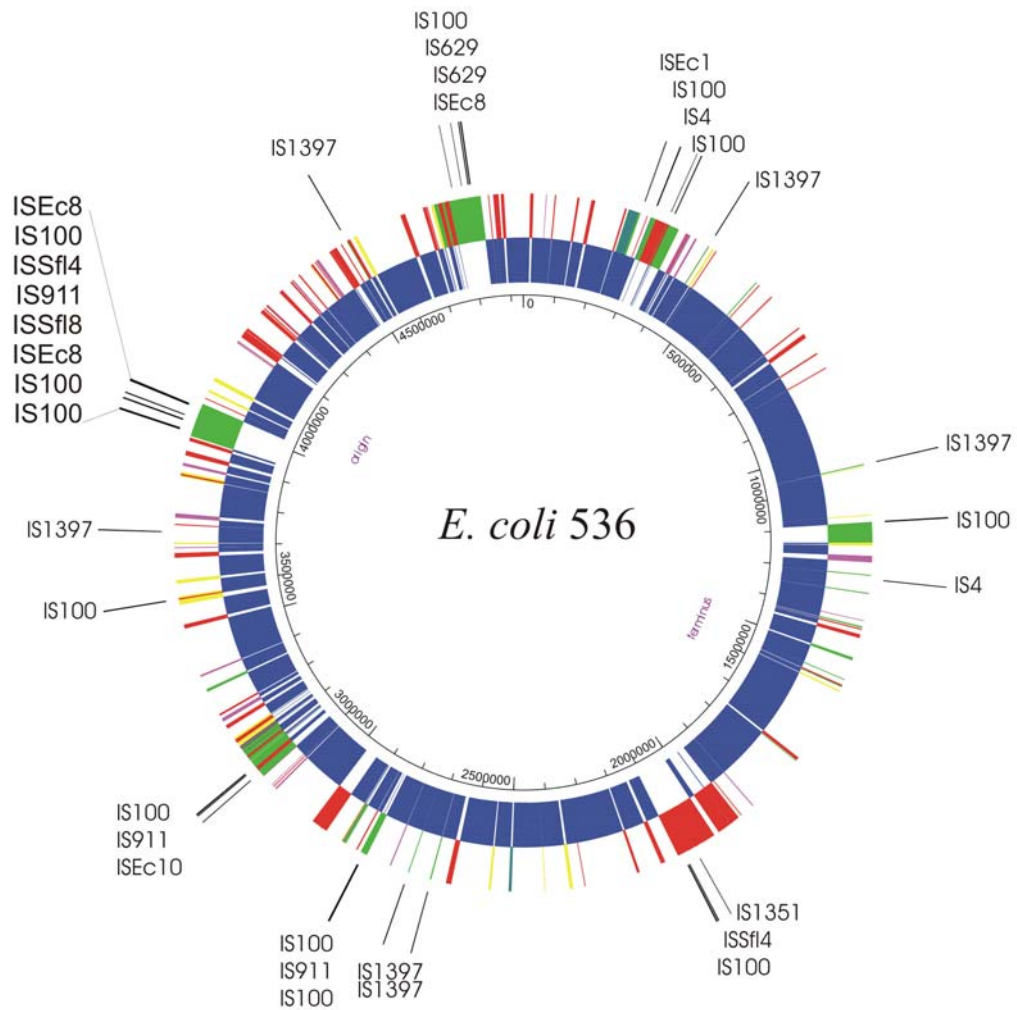 IS100
IS629
IS629
ISEc8
ISEc1
IS100
IS4
IS100
IS1397
IS1397
ISEc8
IS100
ISSfl4
IS911
ISSfl8
ISEc8
IS100
IS100
0
4500000
500000
4000000
origin
IS1397
1000000
IS100
E. coli 536
IS1397
3500000
IS4
IS100
terminus
1500000
3000000
2000000
2500000
IS100
IS911
ISEc10
IS1351
ISSfl4
IS100
IS100
IS911
IS100
IS1397
IS1397